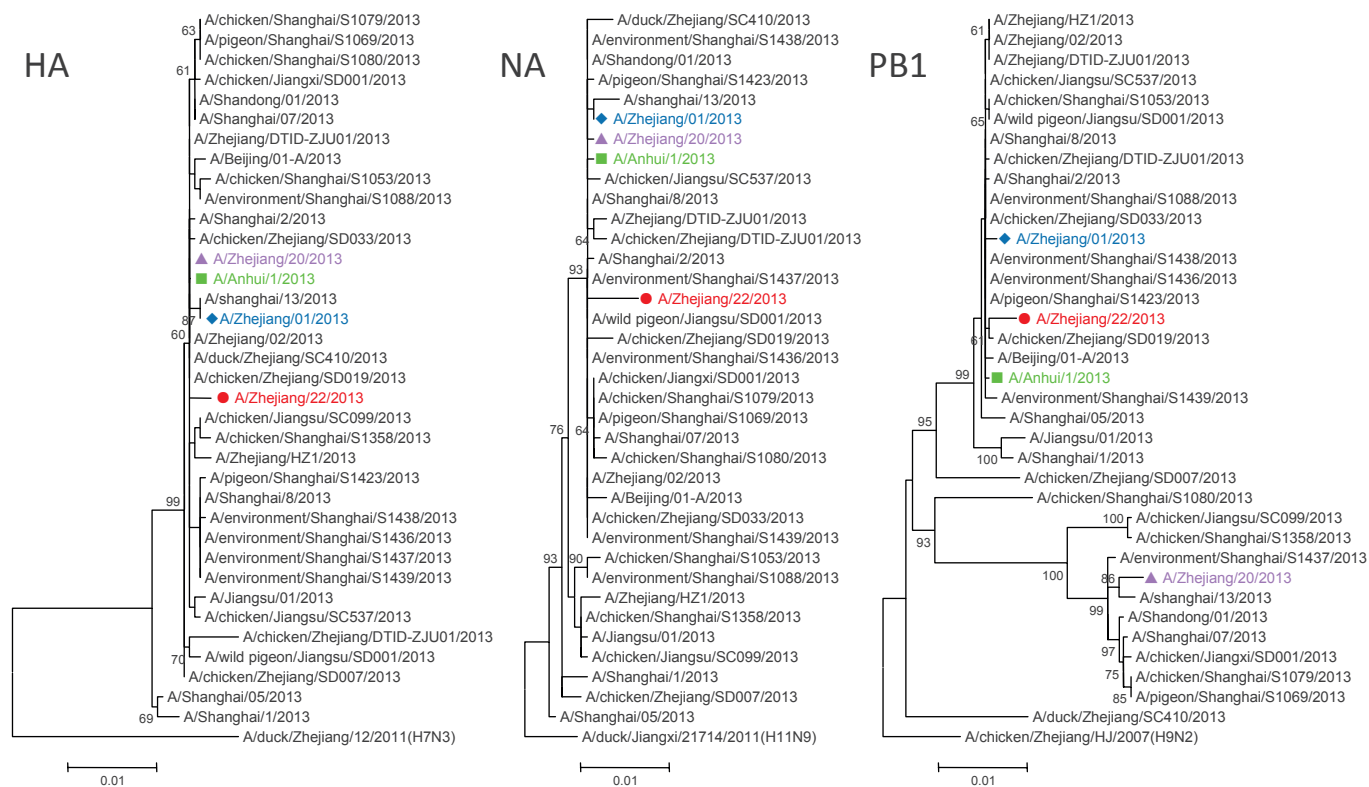 HA
63
61
87
60
99
70
69
A/chicken/Shanghai/S1079/2013
A/pigeon/Shanghai/S1069/2013
A/chicken/Shanghai/S1080/2013
A/chicken/Jiangxi/SD001/2013
A/Shandong/01/2013
A/Shanghai/07/2013
A/Zhejiang/DTID-ZJU01/2013
A/Beijing/01-A/2013
A/chicken/Shanghai/S1053/2013
A/environment/Shanghai/S1088/2013
A/Shanghai/2/2013
A/chicken/Zhejiang/SD033/2013
A/Zhejiang/20/2013
A/Anhui/1/2013
A/shanghai/13/2013
A/Zhejiang/01/2013
A/Zhejiang/02/2013
A/duck/Zhejiang/SC410/2013
A/chicken/Zhejiang/SD019/2013
A/Zhejiang/22/2013
A/chicken/Jiangsu/SC099/2013
A/chicken/Shanghai/S1358/2013
A/Zhejiang/HZ1/2013
A/pigeon/Shanghai/S1423/2013
A/Shanghai/8/2013
A/environment/Shanghai/S1438/2013
A/environment/Shanghai/S1436/2013
A/environment/Shanghai/S1437/2013
A/environment/Shanghai/S1439/2013
A/Jiangsu/01/2013
A/chicken/Jiangsu/SC537/2013
A/chicken/Zhejiang/DTID-ZJU01/2013
A/wild pigeon/Jiangsu/SD001/2013
A/chicken/Zhejiang/SD007/2013
A/Shanghai/05/2013
A/Shanghai/1/2013
A/duck/Zhejiang/12/2011(H7N3)
0.01
NA
64
93
76
64
93
90
A/duck/Zhejiang/SC410/2013
A/environment/Shanghai/S1438/2013
A/Shandong/01/2013
A/pigeon/Shanghai/S1423/2013
A/shanghai/13/2013
A/Zhejiang/01/2013
A/Zhejiang/20/2013
A/Anhui/1/2013
A/chicken/Jiangsu/SC537/2013
A/Shanghai/8/2013
A/Zhejiang/DTID-ZJU01/2013
A/chicken/Zhejiang/DTID-ZJU01/2013
A/Shanghai/2/2013
A/environment/Shanghai/S1437/2013
A/Zhejiang/22/2013
A/wild pigeon/Jiangsu/SD001/2013
A/chicken/Zhejiang/SD019/2013
A/environment/Shanghai/S1436/2013
A/chicken/Jiangxi/SD001/2013
A/chicken/Shanghai/S1079/2013
A/pigeon/Shanghai/S1069/2013
A/Shanghai/07/2013
A/chicken/Shanghai/S1080/2013
A/Zhejiang/02/2013
A/Beijing/01-A/2013
A/chicken/Zhejiang/SD033/2013
A/environment/Shanghai/S1439/2013
A/chicken/Shanghai/S1053/2013
A/environment/Shanghai/S1088/2013
A/Zhejiang/HZ1/2013
A/chicken/Shanghai/S1358/2013
A/Jiangsu/01/2013
A/chicken/Jiangsu/SC099/2013
A/Shanghai/1/2013
A/chicken/Zhejiang/SD007/2013
A/Shanghai/05/2013
A/duck/Jiangxi/21714/2011(H11N9)
0.01
PB1
61
65
61
99
95
100
93
100
100
86
99
97
75
85
A/Zhejiang/HZ1/2013
A/Zhejiang/02/2013
A/Zhejiang/DTID-ZJU01/2013
A/chicken/Jiangsu/SC537/2013
A/chicken/Shanghai/S1053/2013
A/wild pigeon/Jiangsu/SD001/2013
A/Shanghai/8/2013
A/chicken/Zhejiang/DTID-ZJU01/2013
A/Shanghai/2/2013
A/environment/Shanghai/S1088/2013
A/chicken/Zhejiang/SD033/2013
A/Zhejiang/01/2013
A/environment/Shanghai/S1438/2013
A/environment/Shanghai/S1436/2013
A/pigeon/Shanghai/S1423/2013
A/Zhejiang/22/2013
A/chicken/Zhejiang/SD019/2013
A/Beijing/01-A/2013
A/Anhui/1/2013
A/environment/Shanghai/S1439/2013
A/Shanghai/05/2013
A/Jiangsu/01/2013
A/Shanghai/1/2013
A/chicken/Zhejiang/SD007/2013
A/chicken/Shanghai/S1080/2013
A/chicken/Jiangsu/SC099/2013
A/chicken/Shanghai/S1358/2013
A/environment/Shanghai/S1437/2013
A/Zhejiang/20/2013
A/shanghai/13/2013
A/Shandong/01/2013
A/Shanghai/07/2013
A/chicken/Jiangxi/SD001/2013
A/chicken/Shanghai/S1079/2013
A/pigeon/Shanghai/S1069/2013
A/duck/Zhejiang/SC410/2013
A/chicken/Zhejiang/HJ/2007(H9N2)
0.01